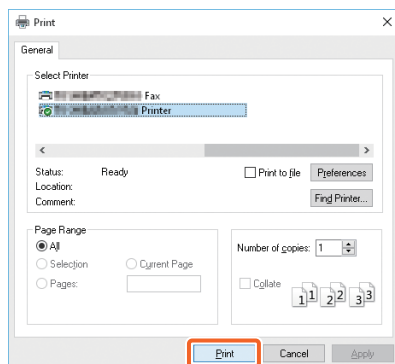 Print
General
Select Printer
Fax
Printer
Status: Ready
Print to file Preferences
Location:
Comment:
Find Printer...
Page Range
All
Selection Current Page
Pages:
Number of copies: 1
Collate
1 1 2 2 3 3
Print Cancel Apply